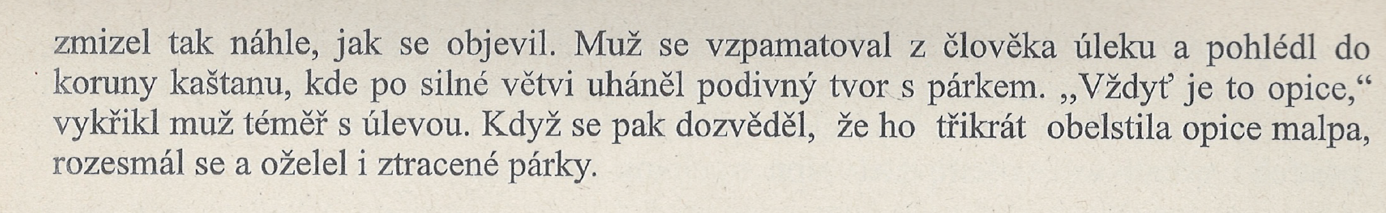 zmizel tak náhle, jak se objevil. Muž se vzpamatoval z člověka úleku a pohlédl do
koruny kaštanu, kde po silné větvi uháněl podivný tvor s párkem. „Vždyť je to opice,“
vykřikl muž téměř s úlevou. Když se pak dozvěděl, že ho třikrát obelstila opice malpa,
rozesmál se a oželel i ztracené párky.